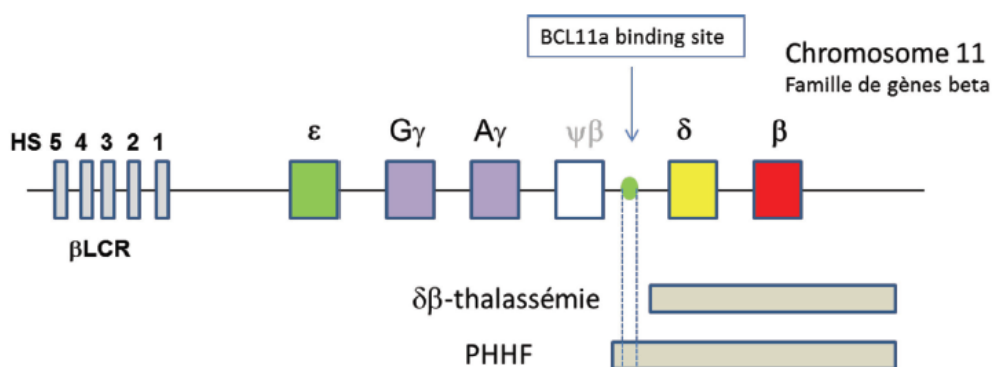 BCL11a binding site
Chromosome 11
Famille de gènes beta
HS 5 4 3 2 1
ε
Gγ
Aγ
ψβ
δ
β
βLCR
δβ-thalassémie
PHHF